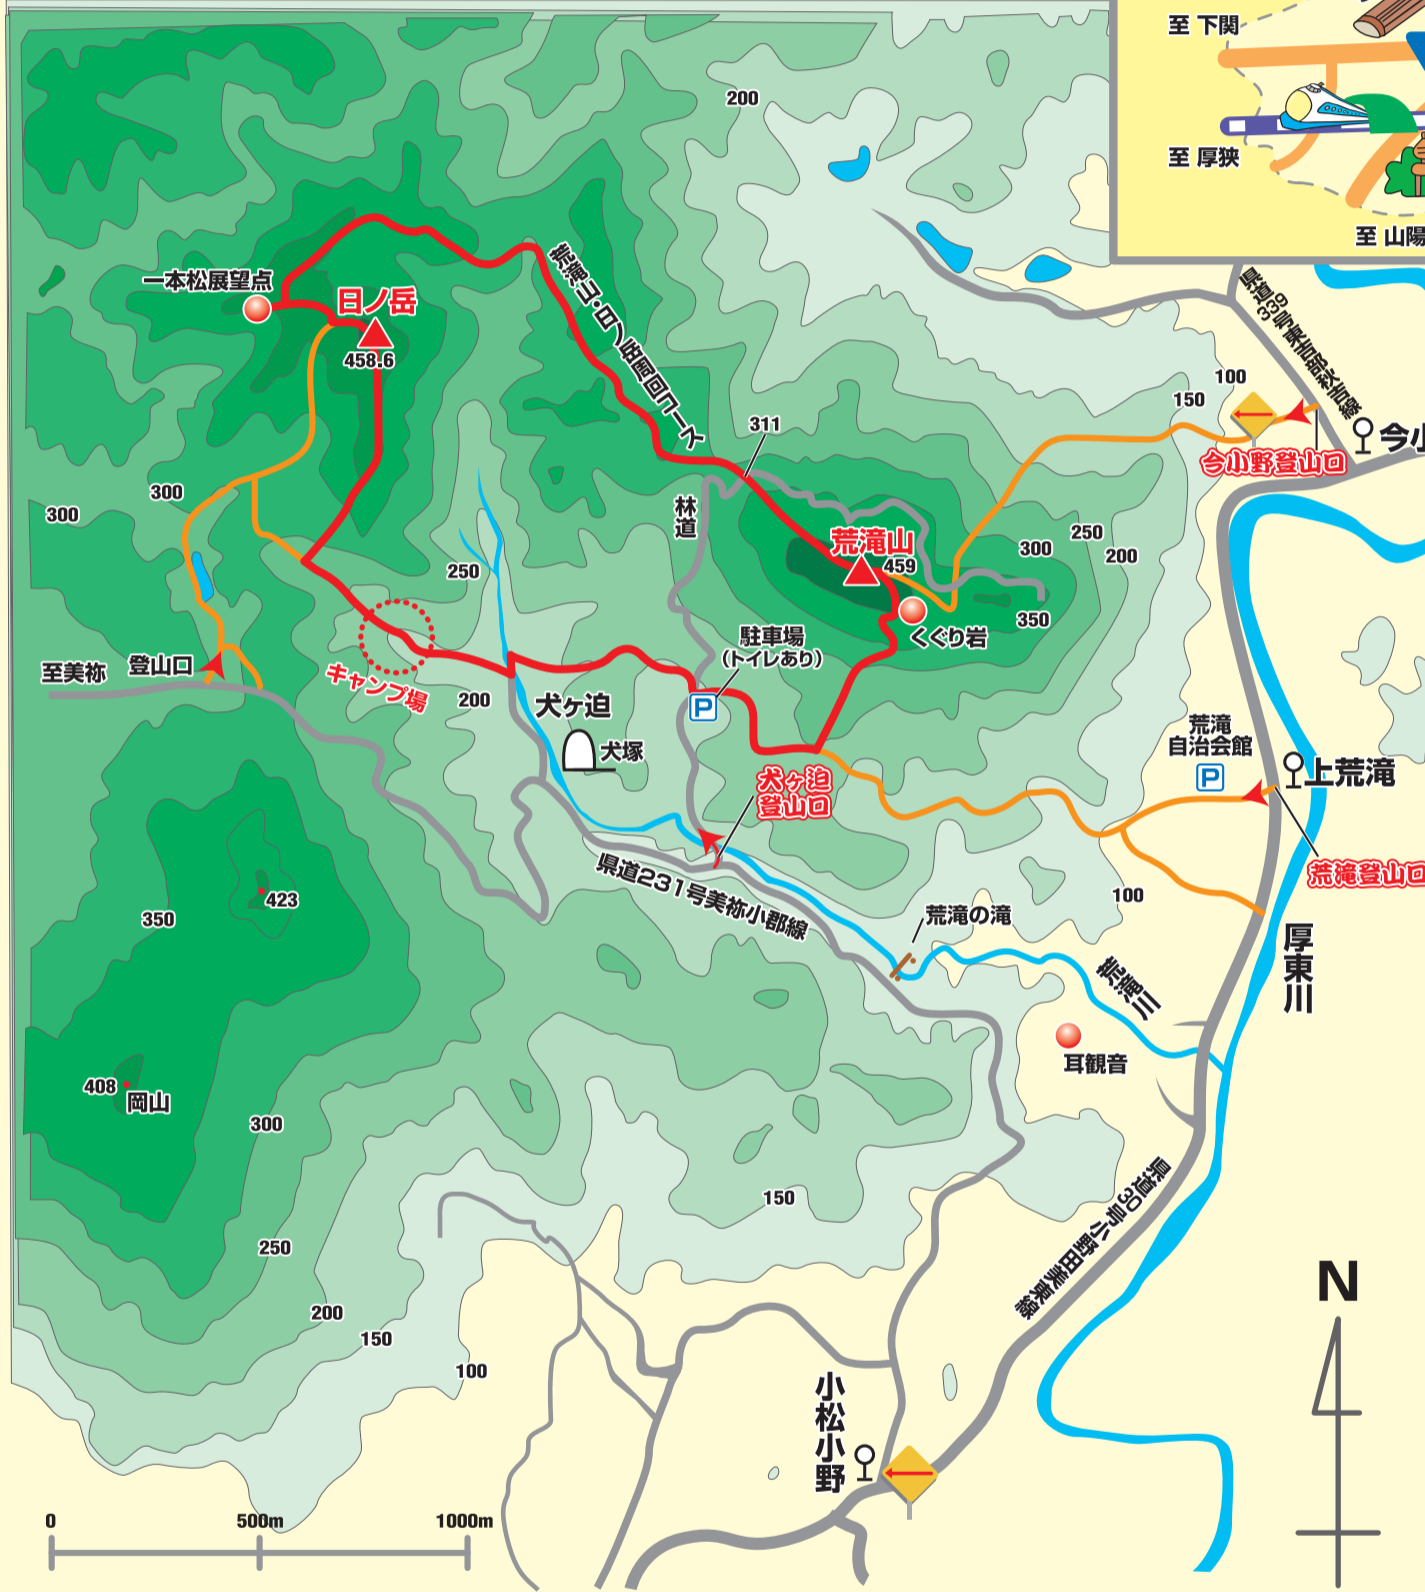 至 下関
至 厚狭
至 山陽
200
一本松展望点
日ノ岳
458.6
荒滝山・日ノ岳周回コース
県道339号東吉部秋吉線
100
150
今小
今小野登山口
311
300
300
林道
荒滝山
459
250
300
250
200
350
くぐり岩
駐車場
(トイレあり)
P
至美祢
登山口
キャンプ場
200
犬ヶ迫
犬塚
荒滝
自治会館
P
上荒滝
犬ヶ迫
登山口
荒滝登山口
県道231号美祢小郡線
423
350
100
荒滝の滝
厚東川
荒滝川
耳観音
408
岡山
300
150
県道30号小野田美東線
250
200
150
100
N
小松小野
0
500m
1000m